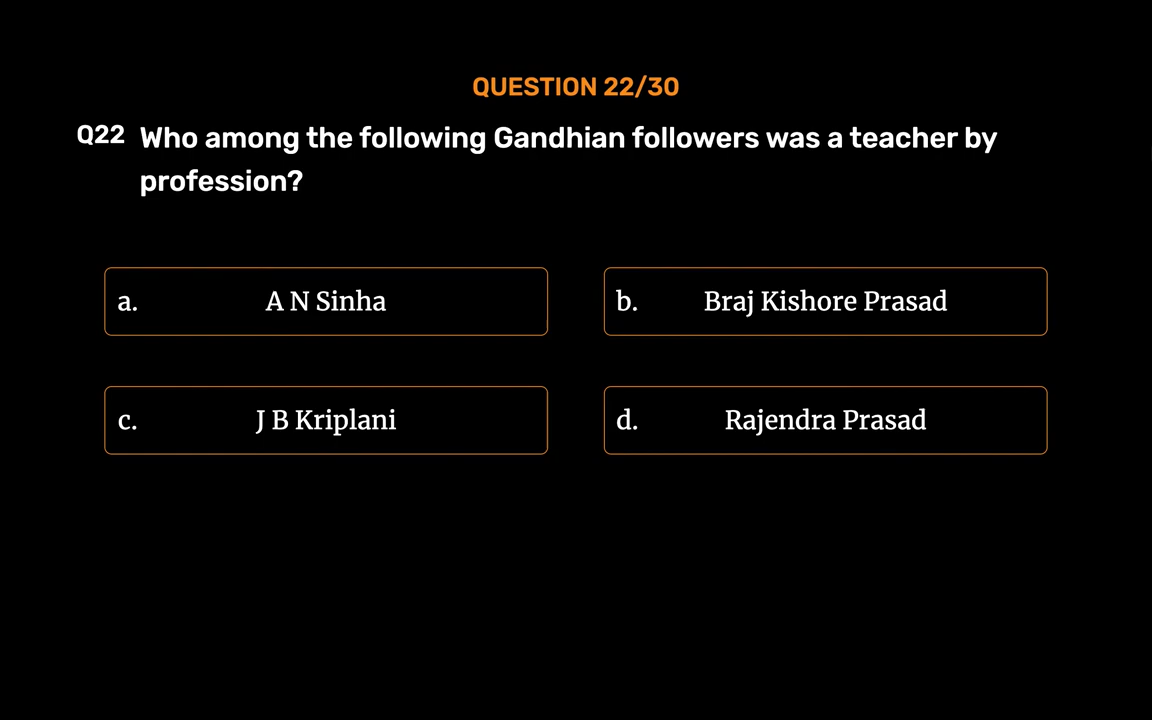 QUESTION 22/30
Q22 Who among the following Gandhian followers was a teacher by
profession?
a. A N Sinha
b. Braj Kishore Prasad
c. J B Kriplani
d. Rajendra Prasad